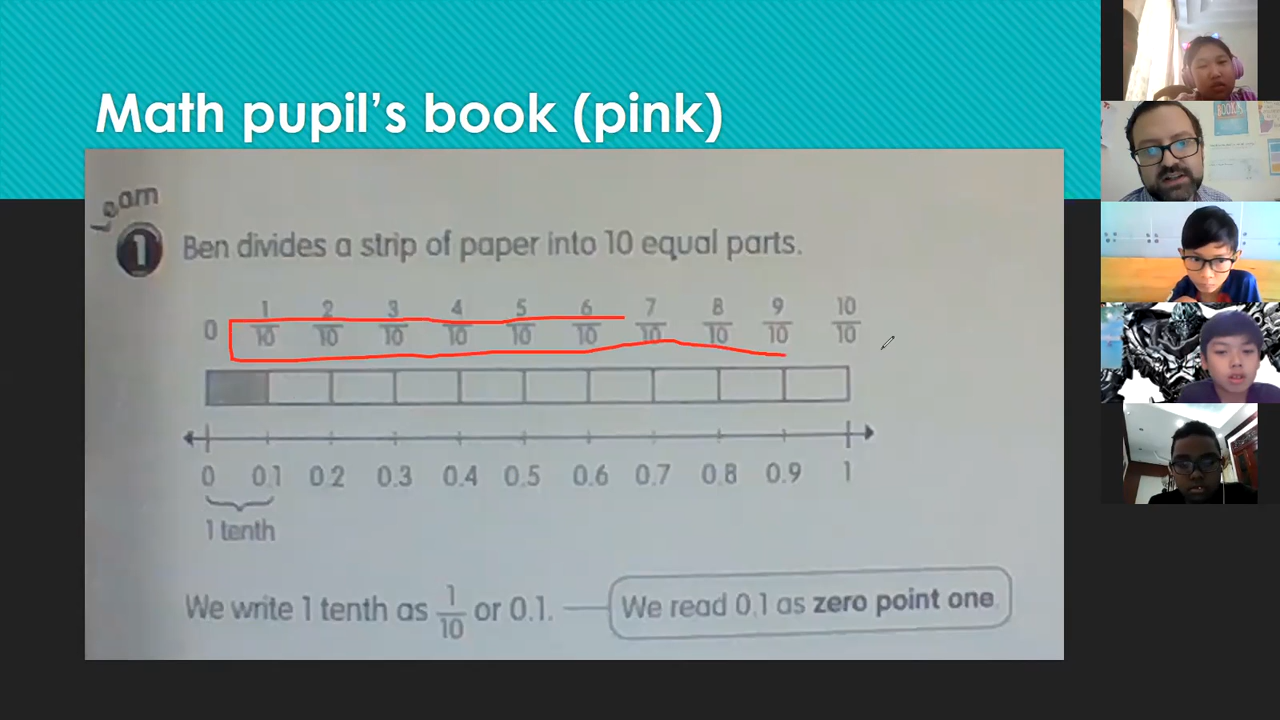 Math pupil's book (pink)
Learn
1 Ben divides a strip of paper into 10 equal parts.
0 1/10 2/10 3/10 4/10 5/10 6/10 7/10 8/10 9/10 10/10
0 0.1 0.2 0.3 0.4 0.5 0.6 0.7 0.8 0.9 1
1 tenth
We write 1 tenth as 1/10 or 0.1. We read 0.1 as zero point one